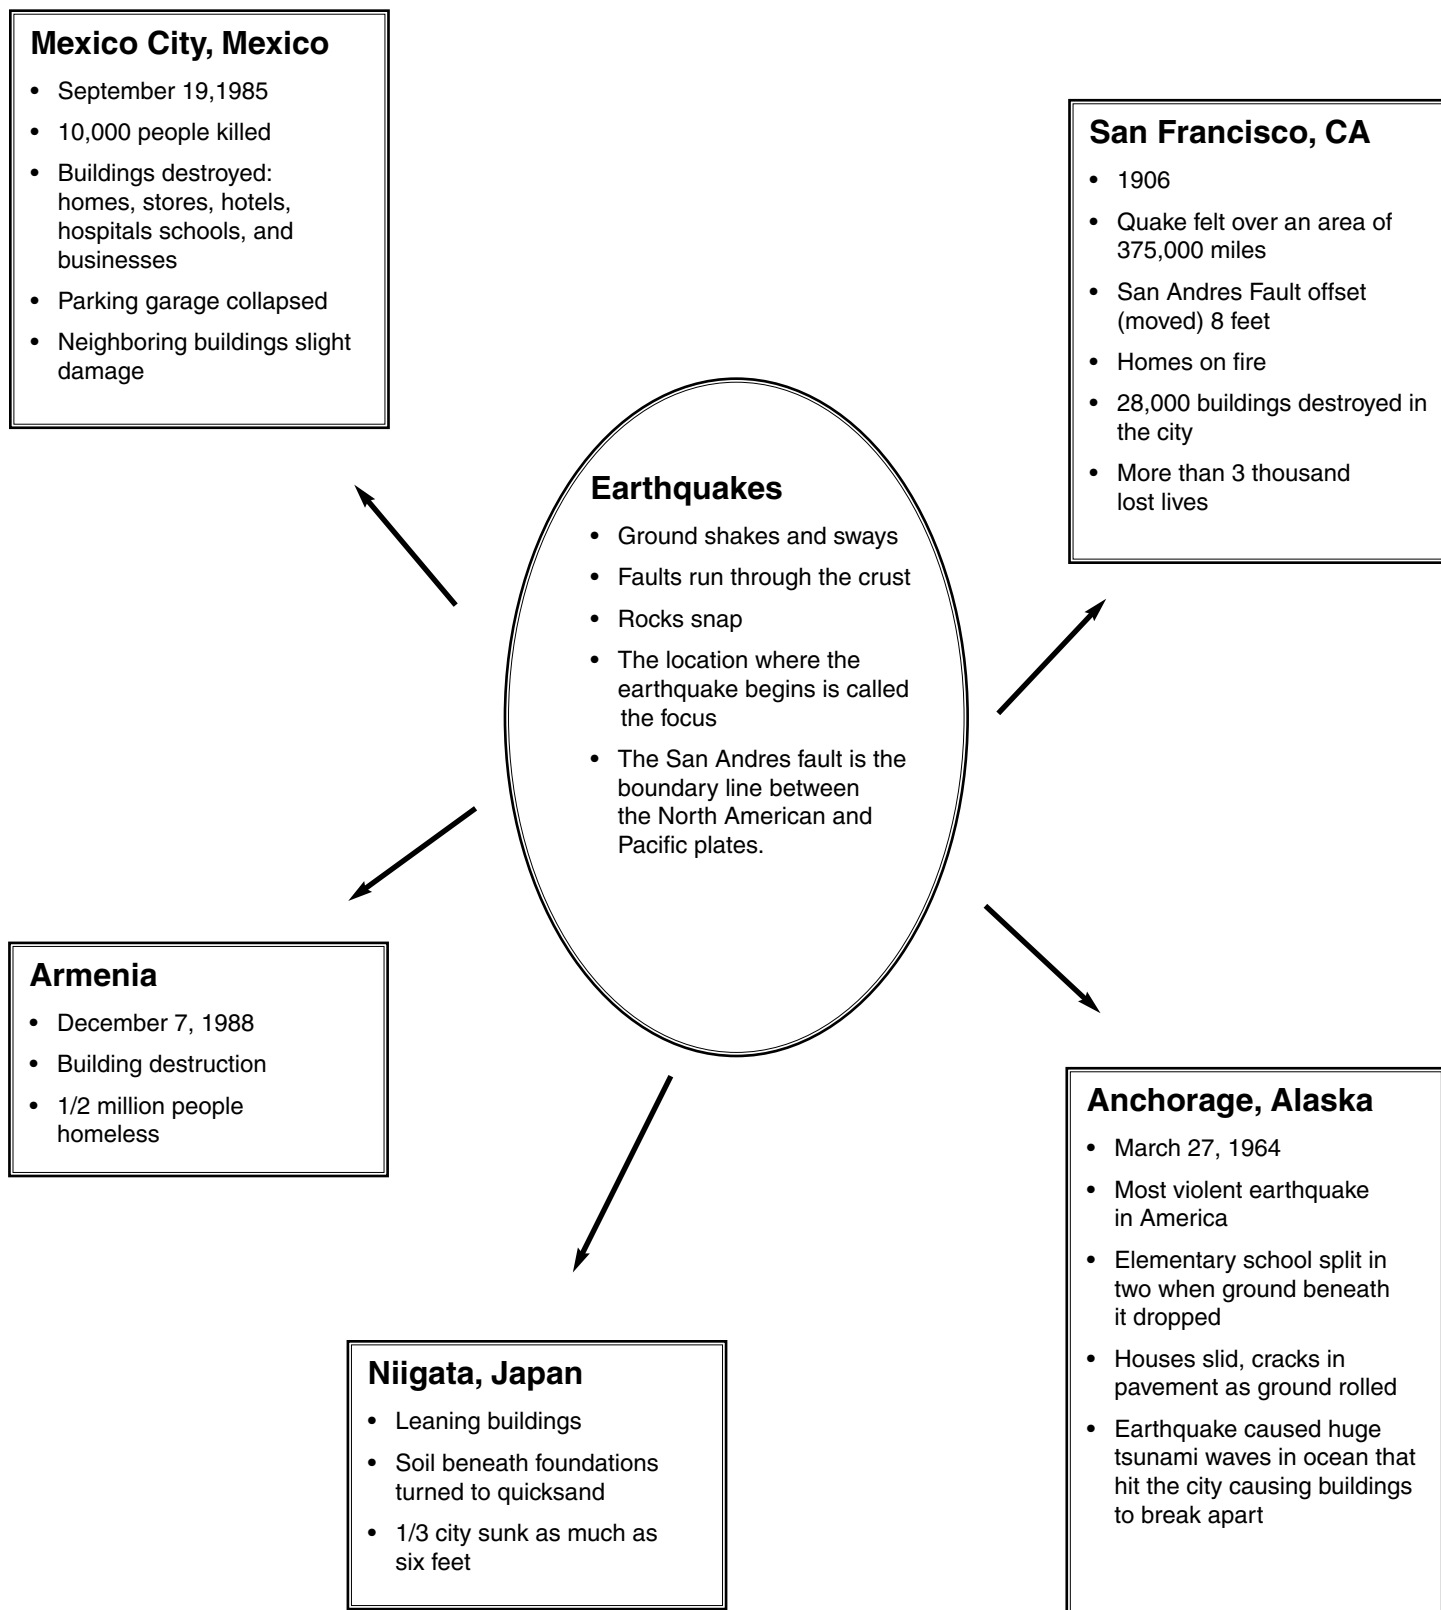 Mexico City, Mexico
• September 19,1985
• 10,000 people killed
• Buildings destroyed:
homes, stores, hotels,
hospitals schools, and
businesses
• Parking garage collapsed
• Neighboring buildings slight
damage
San Francisco, CA
• 1906
• Quake felt over an area of
375,000 miles
• San Andres Fault offset
(moved) 8 feet
• Homes on fire
• 28,000 buildings destroyed in
the city
• More than 3 thousand
lost lives
Earthquakes
• Ground shakes and sways
• Faults run through the crust
• Rocks snap
• The location where the
earthquake begins is called
the focus
• The San Andres fault is the
boundary line between
the North American and
Pacific plates.
Armenia
• December 7, 1988
• Building destruction
• 1/2 million people
homeless
Anchorage, Alaska
• March 27, 1964
• Most violent earthquake
in America
• Elementary school split in
two when ground beneath
it dropped
• Houses slid, cracks in
pavement as ground rolled
• Earthquake caused huge
tsunami waves in ocean that
hit the city causing buildings
to break apart
Niigata, Japan
• Leaning buildings
• Soil beneath foundations
turned to quicksand
• 1/3 city sunk as much as
six feet